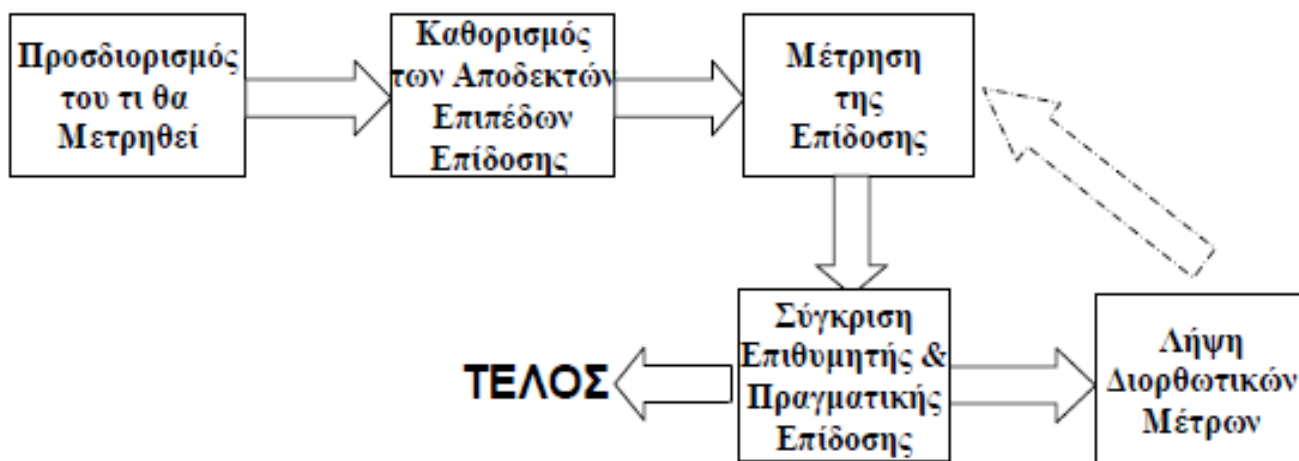 Προσδιορισμός
του τι θα
Μετρηθεί
Καθορισμός
των Αποδεκτών
Επιπέδων
Επίδοσης
Μέτρηση
της
Επίδοσης
Σύγκριση
Επιθυμητής &
Πραγματικής
Επίδοσης
ΤΕΛΟΣ
Λήψη
Διορθωτικών
Μέτρων